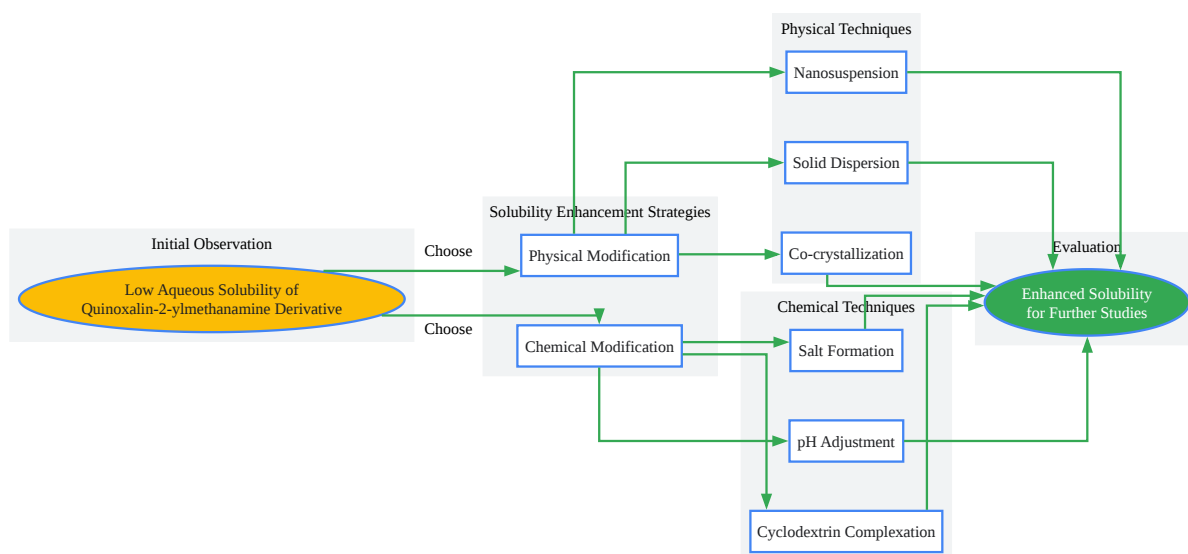 Initial Observation
Low Aqueous Solubility of
Quinoxalin-2-ylmethanamine Derivative
Choose
Choose
Solubility Enhancement Strategies
Physical Modification
Chemical Modification
Physical Techniques
Nanosuspension
Solid Dispersion
Co-crystallization
Chemical Techniques
Salt Formation
pH Adjustment
Cyclodextrin Complexation
Evaluation
Enhanced Solubility
for Further Studies